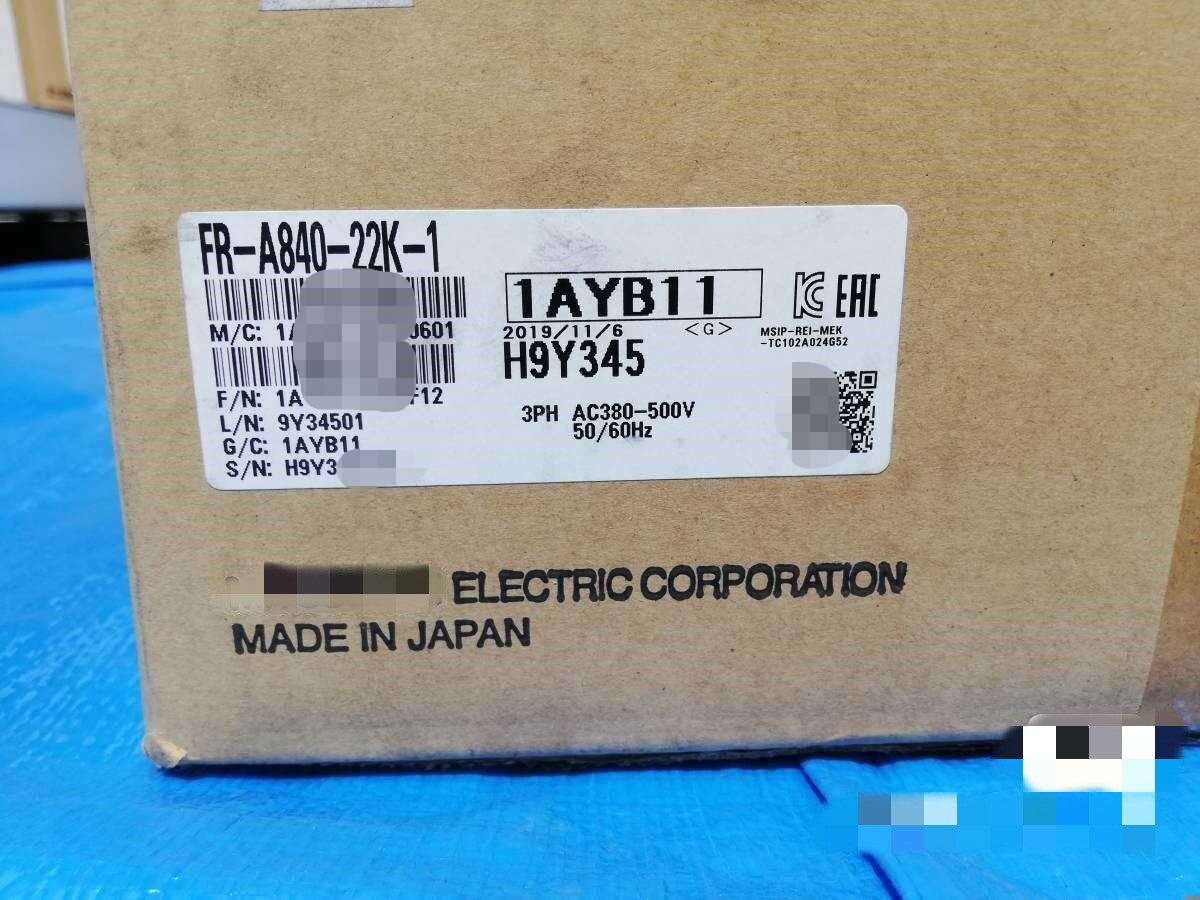 FR-A840-22K-1
M/C: 1A 0601
F/N: 1A F12
L/N: 9Y34501
G/C: 1AYB11
S/N: H9Y3
1AYB11
2019/11/6 <G>
H9Y345
3PH AC380-500V
50/60Hz
EAC
MSIP-REI-MEK
-TC102A024G52
ELECTRIC CORPORATION
MADE IN JAPAN